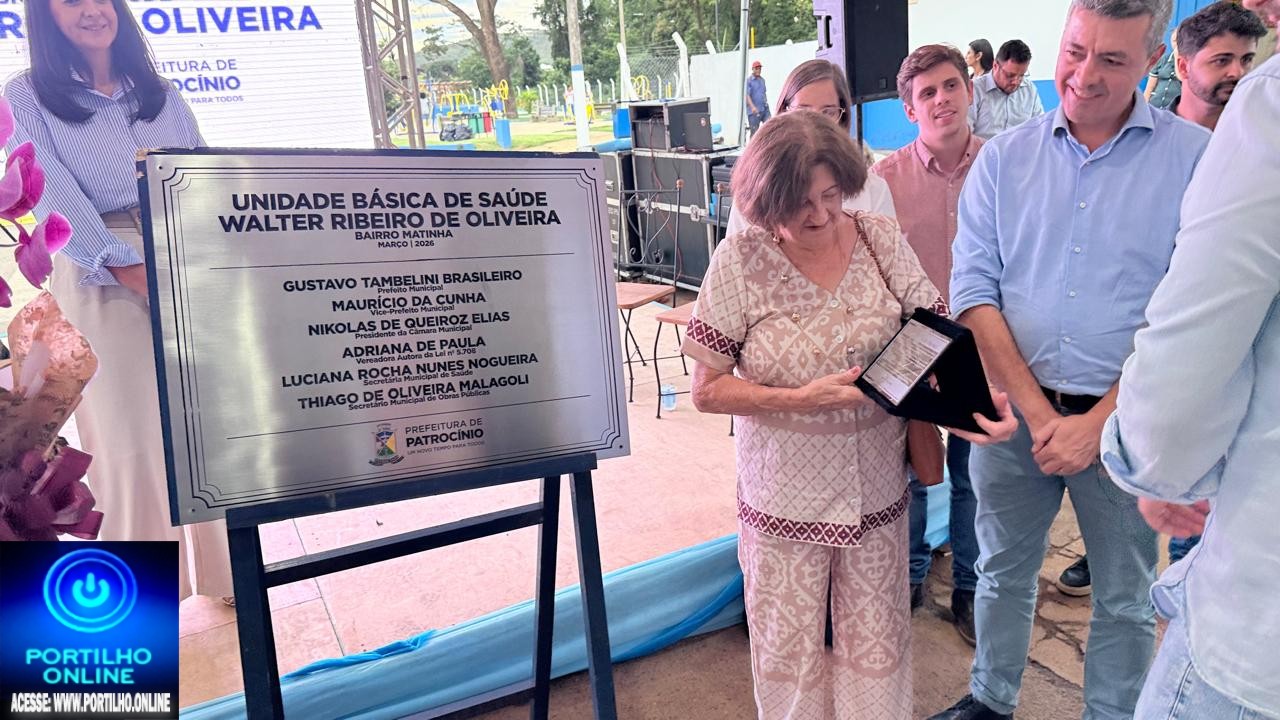 OLIVEIRA
PREFEITURA DE
PATROCÍNIO
PARA TODOS
UNIDADE BÁSICA DE SAÚDE
WALTER RIBEIRO DE OLIVEIRA
BAIRRO MATINHA
MARÇO | 2026
GUSTAVO TAMBELINI BRASILEIRO
Prefeito Municipal
MAURÍCIO DA CUNHA
Vice-Prefeito Municipal
NIKOLAS DE QUEIROZ ELIAS
Presidente da Câmara Municipal
ADRIANA DE PAULA
Vereadora Autora da Lei nº 5.708
LUCIANA ROCHA NUNES NOGUEIRA
Secretária Municipal de Saúde
THIAGO DE OLIVEIRA MALAGOLI
Secretário Municipal de Obras Públicas
PREFEITURA DE
PATROCÍNIO
UM NOVO TEMPO PARA TODOS
PORTILHO
ONLINE
ACESSE: WWW.PORTILHO.ONLINE